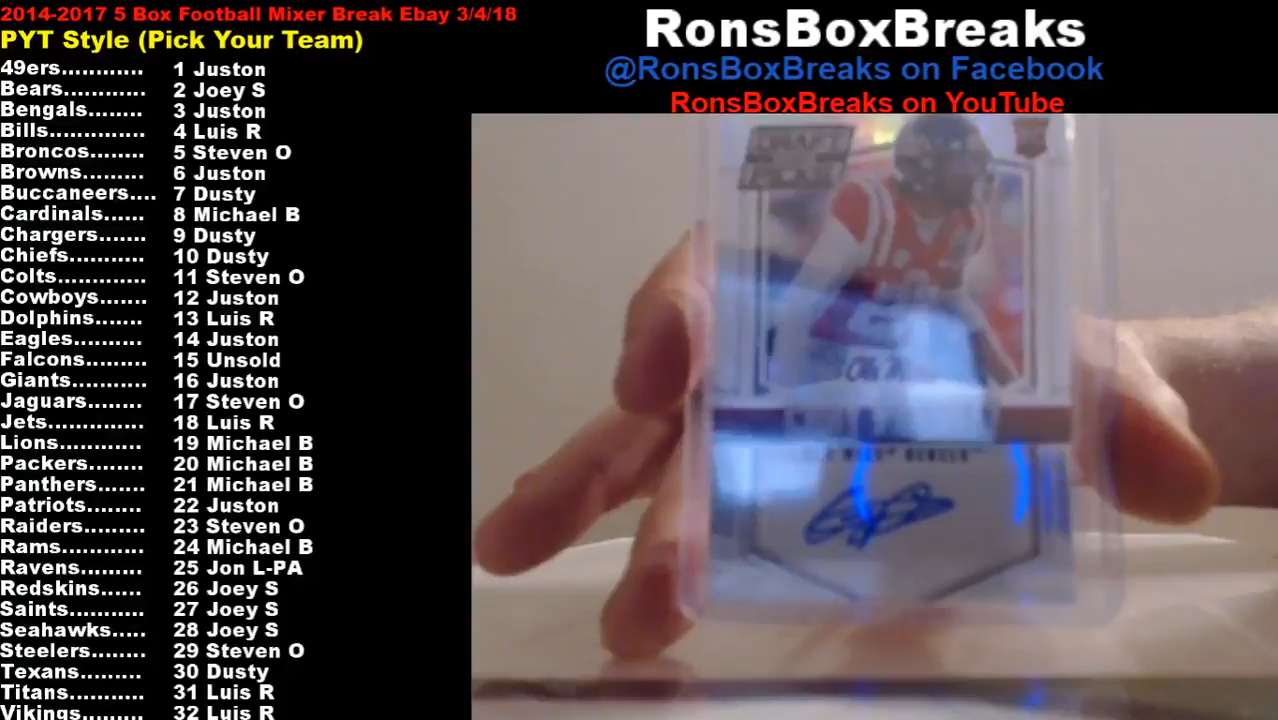 2014-2017 5 Box Football Mixer Break Ebay 3/4/18
PYT Style (Pick Your Team)
49ers............ 1 Juston
Bears............ 2 Joey S
Bengals........ 3 Juston
Bills.............. 4 Luis R
Broncos........ 5 Steven O
Browns......... 6 Juston
Buccaneers.... 7 Dusty
Cardinals...... 8 Michael B
Chargers....... 9 Dusty
Chiefs........... 10 Dusty
Colts............. 11 Steven O
Cowboys....... 12 Juston
Dolphins....... 13 Luis R
Eagles.......... 14 Juston
Falcons......... 15 Unsold
Giants........... 16 Juston
Jaguars........ 17 Steven O
Jets.............. 18 Luis R
Lions............ 19 Michael B
Packers........ 20 Michael B
Panthers....... 21 Michael B
Patriots........ 22 Juston
Raiders......... 23 Steven O
Rams............ 24 Michael B
Ravens......... 25 Jon L-PA
Redskins...... 26 Joey S
Saints........... 27 Joey S
Seahawks..... 28 Joey S
Steelers........ 29 Steven O
Texans......... 30 Dusty
Titans........... 31 Luis R
Vikings......... 32 Luis R
RonsBoxBreaks
@RonsBoxBreaks on Facebook
RonsBoxBreaks on YouTube
DRAFT
PICKS
Ole Miss